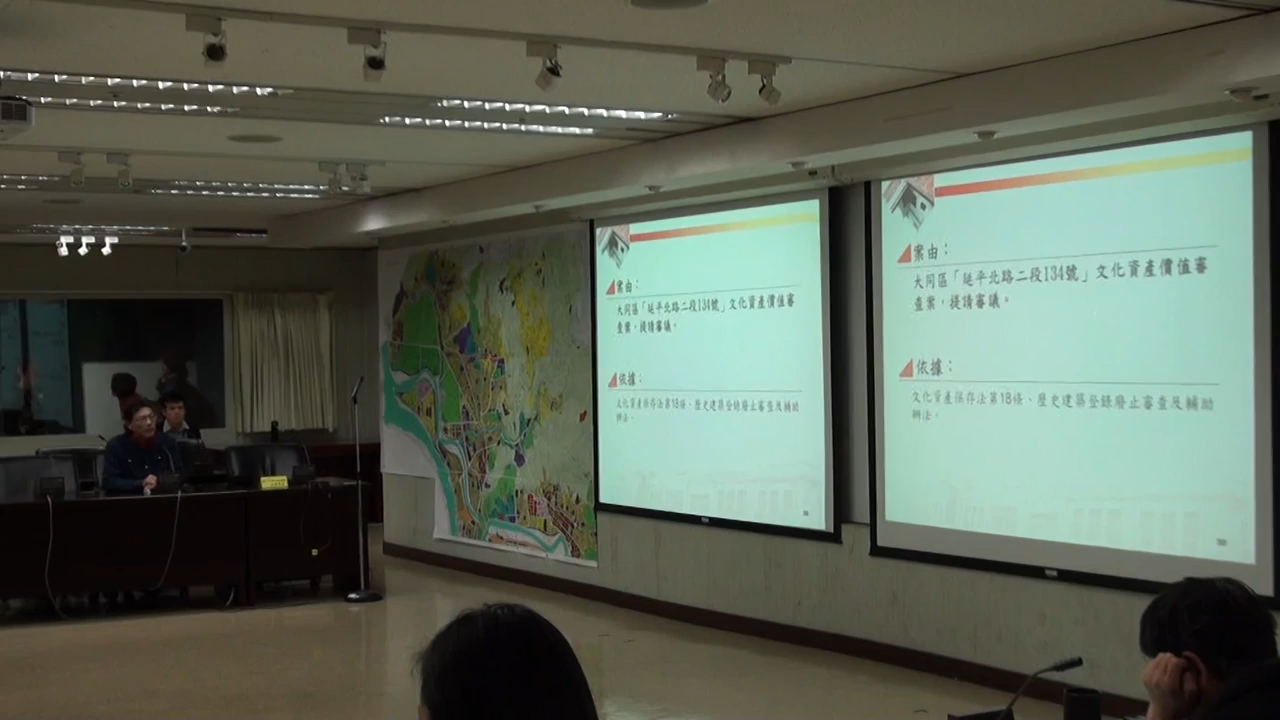 案由：
大同區「延平北路二段134號」文化資產價值審
查案，提請審議。
依據：
文化資產保存法第18條、歷史建築登錄廢止審查及輔助
辦法。
案由：
大同區「延平北路二段134號」文化資產價值審
查案，提請審議。
依據：
文化資產保存法第18條、歷史建築登錄廢止審查及輔助
辦法。